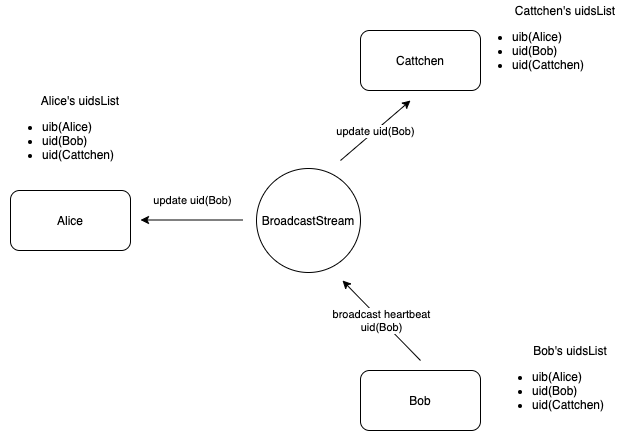 Cattchen's uidsList
• uib(Alice)
• uid(Bob)
• uid(Cattchen)
Cattchen
Alice's uidsList
• uib(Alice)
• uid(Bob)
• uid(Cattchen)
update uid(Bob)
update uid(Bob)
Alice
BroadcastStream
broadcast heartbeat
uid(Bob)
Bob's uidsList
• uib(Alice)
• uid(Bob)
• uid(Cattchen)
Bob